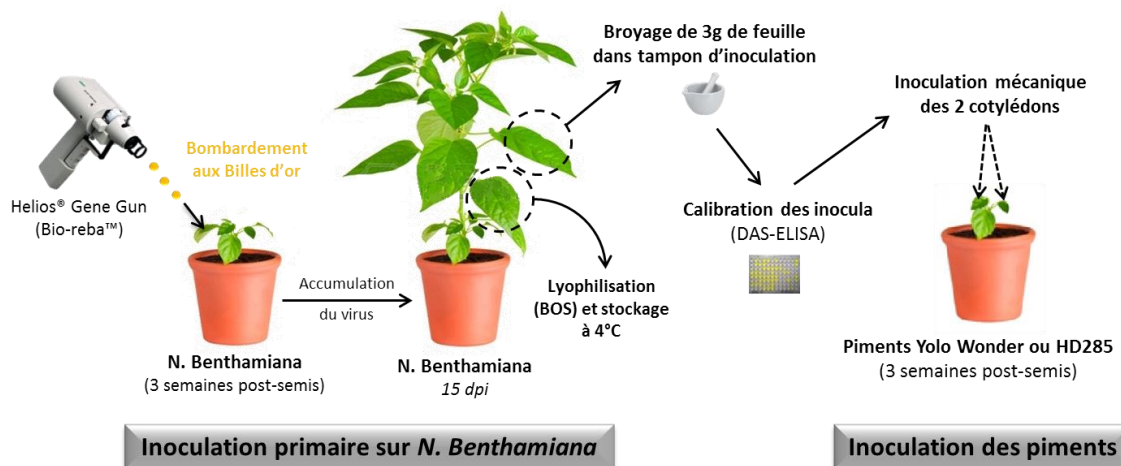 Bombardement
aux Billes d’or
Helios® Gene Gun
(Bio-reba™)
N. Benthamiana
(3 semaines post-semis)
Accumulation
du virus
N. Benthamiana
15 dpi
Broyage de 3g de feuille
dans tampon d’inoculation
Lyophilisation
(BOS) et stockage
à 4°C
Calibration des inocula
(DAS-ELISA)
Inoculation mécanique
des 2 cotylédons
Piments Yolo Wonder ou HD285
(3 semaines post-semis)
Inoculation primaire sur N. Benthamiana
Inoculation des piments